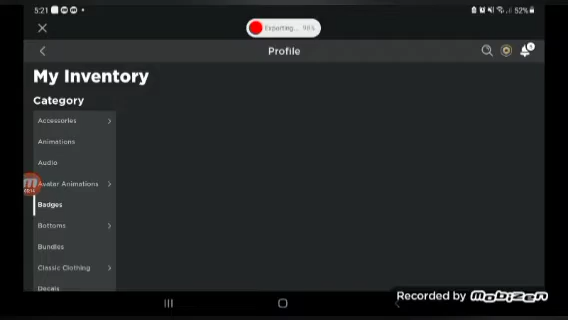 5:21
52%
Exporting... 98%
Profile
My Inventory
Category
Accessories
Animations
Audio
Avatar Animations
Badges
Bottoms
Bundles
Classic Clothing
Decals
Recorded by MOBIZEN